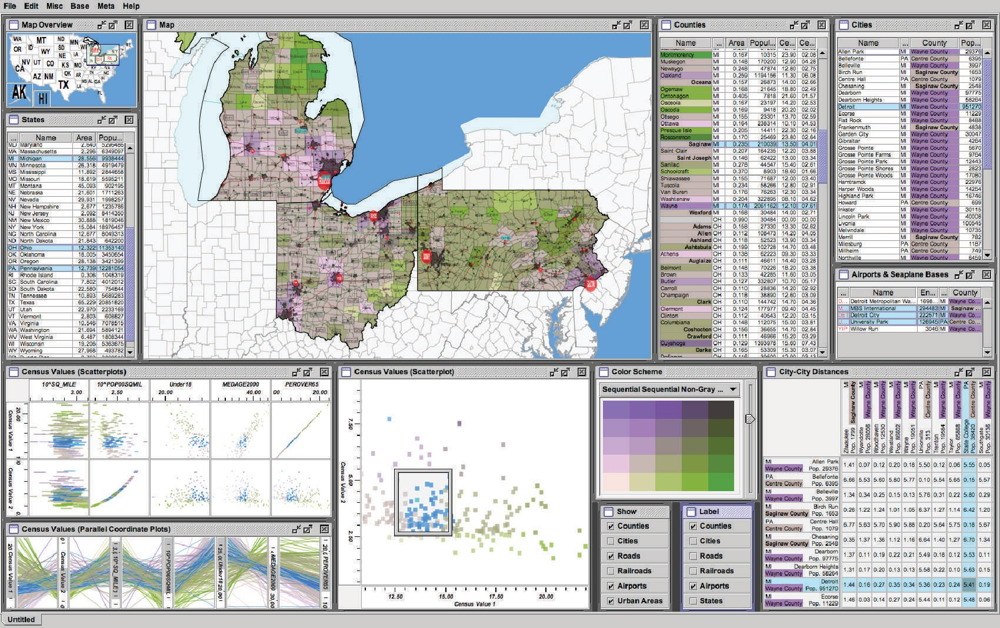 File Edit Misc Base Meta Help
Map Overview
WA MT ND MN ME
OR ID WY SD WI MI NY
NE IA OH PA
NV UT CO KS MO KY VA
CA AZ NM OK AR TN NC
TX LA MS AL GA SC
FL
AK HI
States
... Name Area Popu...
MD Maryland 2.640 5296486
MA Massachusetts 2.296 6349097
MI Michigan 28.556 9938444
MN Minnesota 26.318 4919479
MS Mississippi 11.892 2844658
MO Missouri 18.619 5595211
MT Montana 45.093 902195
NE Nebraska 21.601 1711263
NV Nevada 29.931 1998257
NH New Hampshire 2.677 1235786
NJ New Jersey 2.092 8414350
NM New Mexico 30.888 1819046
NY New York 15.084 18976457
NC North Carolina 12.677 8049313
ND North Dakota 21.843 642200
OH Ohio 12.322 11353140
OK Oklahoma 18.005 3450654
OR Oregon 28.138 3421399
PA Pennsylvania 12.739 12281054
RI Rhode Island 0.306 1048319
SC South Carolina 7.802 4012012
SD South Dakota 22.580 754844
TN Tennessee 10.893 5689283
TX Texas 65.229 20851820
UT Utah 22.970 2233169
VT Vermont 2.803 608827
VA Virginia 10.546 7078515
WA Washington 21.694 5894121
WV West Virginia 6.487 1808344
WI Wisconsin 19.206 5363675
WY Wyoming 27.968 493782
Map
DTW
Counties
Name ... Area Popul... Ce... Ce...
Montmorency MI 0.167 10315 23.90 02.08
Muskegon MI 0.148 170200 12.90 04.28
Newaygo MI 0.248 47874 12.80 02.75
Oakland MI 0.259 1194156 11.30 06.08
Oceana MI 0.157 26873 14.00 02.66
Ogemaw MI 0.168 21645 18.80 02.49
Ontonagon MI 0.405 7818 21.60 01.57
Osceola MI 0.167 23197 14.20 02.53
Oscoda MI 0.169 9418 20.20 02.02
Otsego MI 0.155 23301 13.70 02.59
Ottawa MI 0.164 238314 10.10 04.53
Presque Isle MI 0.205 14411 22.30 02.16
Roscommon MI 0.170 25469 23.80 02.64
Saginaw MI 0.235 210039 13.50 04.01
Saint Clair MI 0.207 164235 12.20 03.88
Saint Joseph MI 0.146 62422 13.00 03.34
Sanilac MI 0.278 44547 15.40 02.61
Schoolcraft MI 0.370 8903 18.60 01.66
Shiawassee MI 0.155 71687 12.00 03.40
Tuscola MI 0.234 58266 12.80 02.91
Van Buren MI 0.176 76263 12.30 03.34
Washtenaw MI 0.204 322895 08.10 04.62
Wayne MI 0.174 2061162 12.10 07.61
Wexford MI 0.168 30484 14.00 02.71
OH 0.990 30484 00.00 00.00
Adams OH 0.158 27330 13.30 02.62
Allen OH 0.112 108473 14.20 04.05
Ashland OH 0.118 52523 13.90 03.34
Ashtabula OH 0.199 102728 14.70 03.48
Athens OH 0.138 62223 09.30 03.33
Auglaize OH 0.111 46611 14.40 03.28
Belmont OH 0.148 70226 18.20 03.38
Brown OH 0.133 42285 11.60 03.05
Butler OH 0.127 332807 10.70 05.17
Carroll OH 0.110 28836 14.20 02.92
Champaign OH 0.118 38890 12.60 03.09
Clark OH 0.110 144742 14.70 04.36
Clermont OH 0.124 177977 09.40 04.45
Clinton OH 0.112 40543 12.20 03.15
Columbiana OH 0.148 112075 15.00 03.81
Coshocton OH 0.156 36655 14.70 02.84
Crawford OH 0.111 46966 15.20 03.29
Cuyahoga OH 0.129 1393978 15.60 07.43
Darke OH 0.165 53309 15.30 03.07
Cities
Name ... County Pop...
Allen Park MI Wayne County 29376
Bellefonte PA Centre County 6395
Belleville MI Wayne County 3997
Birch Run MI Saginaw County 1653
Centre Hall PA Centre County 1079
Chesaning MI Saginaw County 2548
Dearborn MI Wayne County 97775
Dearborn Heights MI Wayne County 58264
Detroit MI Wayne County 951270
Ecorse MI Wayne County 11229
Flat Rock MI Wayne County 8488
Frankenmuth MI Saginaw County 4838
Garden City MI Wayne County 30047
Gibraltar MI Wayne County 4264
Grosse Pointe MI Wayne County 5670
Grosse Pointe Farms MI Wayne County 9764
Grosse Pointe Park MI Wayne County 12443
Grosse Pointe Shores MI Wayne County 2823
Grosse Pointe Woods MI Wayne County 17080
Hamtramck MI Wayne County 22976
Harper Woods MI Wayne County 14254
Highland Park MI Wayne County 16746
Howard PA Centre County 699
Inkster MI Wayne County 30115
Lincoln Park MI Wayne County 40008
Livonia MI Wayne County 100545
Melvindale MI Wayne County 10735
Merrill MI Saginaw County 782
Milesburg PA Centre County 1187
Millheim PA Centre County 749
Northville MI Wayne County 6459
Airports & Seaplane Bases
... Name En... ... County
D... Detroit Metropolitan Wa... 1698... MI Wayne Co...
M... MBS International 294483 MI Saginaw ...
DET Detroit City 222571 MI Wayne Co...
U... University Park 126945 PA Centre Co...
YIP Willow Run 3046 MI Wayne Co...
Census Values (Scatterplots)
10^SQ_MILE 10^POP00SQMIL Under18 MEDAGE2000 PEROVER65
3.00 2.50 20.00 40.00 00 20.00
Census Value 1 20.00 10
Census Value 2 10 0.
Census Values (Parallel Coordinate Plots)
20 Census Value 1
Census Value 2
10^SQ_MILE
10^POP00SQMIL
25.0 Under18 20.00
MEDAGE2000 30.00
20.0 PEROVER65 10
Census Values (Scatterplot)
7.50
5.00
2.50
Census Value 2
12.50 15.00 17.50 20.00
Census Value 1
Color Scheme
Sequential Sequential Non-Gray ...
Show
Counties
Cities
Roads
Railroads
Airports
Urban Areas
Label
Counties
Cities
Roads
Railroads
Airports
States
City-City Distances
MI Saginaw County Zilwaukee Pop. 1799
MI Wayne County Wyandotte Pop. 28006
MI Wayne County Woodhaven Pop. 12530
MI Wayne County Westland Pop. 86602
MI Wayne County Wayne Pop. 19051
PA Centre County Unionville Pop. 313
MI Wayne County Trenton Pop. 19584
MI Wayne County Taylor Pop. 65868
PA Centre County State College Pop. 38420
MI Wayne County Southgate Pop. 30136
MI Allen Park
Wayne County Pop. 29376 1.41 0.07 0.12 0.20 0.18 5.50 0.12 0.06 5.55 0.05
PA Bellefonte
Centre County Pop. 6395 6.66 5.53 5.60 5.80 5.77 0.10 5.54 5.65 0.15 5.57
MI Belleville
Wayne County Pop. 3997 1.34 0.34 0.25 0.15 0.13 5.76 0.31 0.22 5.80 0.29
MI Birch Run
Saginaw County Pop. 1653 0.26 1.22 1.24 1.01 1.05 6.37 1.27 1.14 6.42 1.20
PA Centre Hall
Centre County Pop. 1079 6.77 5.63 5.70 5.90 5.88 0.20 5.64 5.75 0.18 5.67
MI Chesaning
Saginaw County Pop. 2548 0.35 1.37 1.36 1.12 1.16 6.64 1.40 1.27 6.70 1.34
MI Dearborn
Wayne County Pop. 97775 1.37 0.11 0.19 0.22 0.21 5.49 0.18 0.12 5.53 0.11
MI Dearborn Heights
Wayne County Pop. 58264 1.31 0.17 0.20 0.13 0.13 5.58 0.22 0.10 5.63 0.15
MI Detroit
Wayne County Pop. 951270 1.44 0.16 0.27 0.35 0.34 5.36 0.23 0.24 5.41 0.19
MI Ecorse
Wayne County Pop. 11229 1.46 0.03 0.14 0.27 0.24 5.44 0.11 0.12 5.48 0.06
Untitled